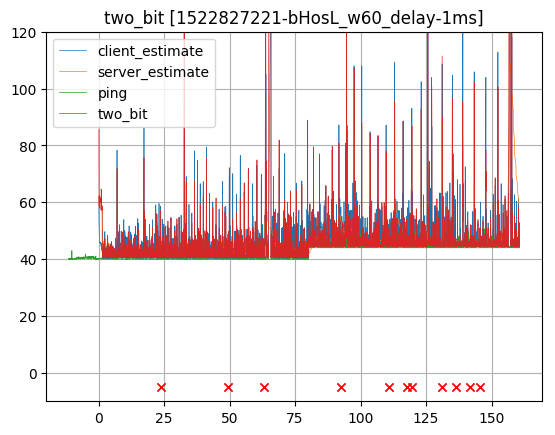 two_bit [1522827221-bHosL_w60_delay-1ms]
client_estimate
server_estimate
ping
two_bit
120
100
80
60
40
20
0
0 25 50 75 100 125 150